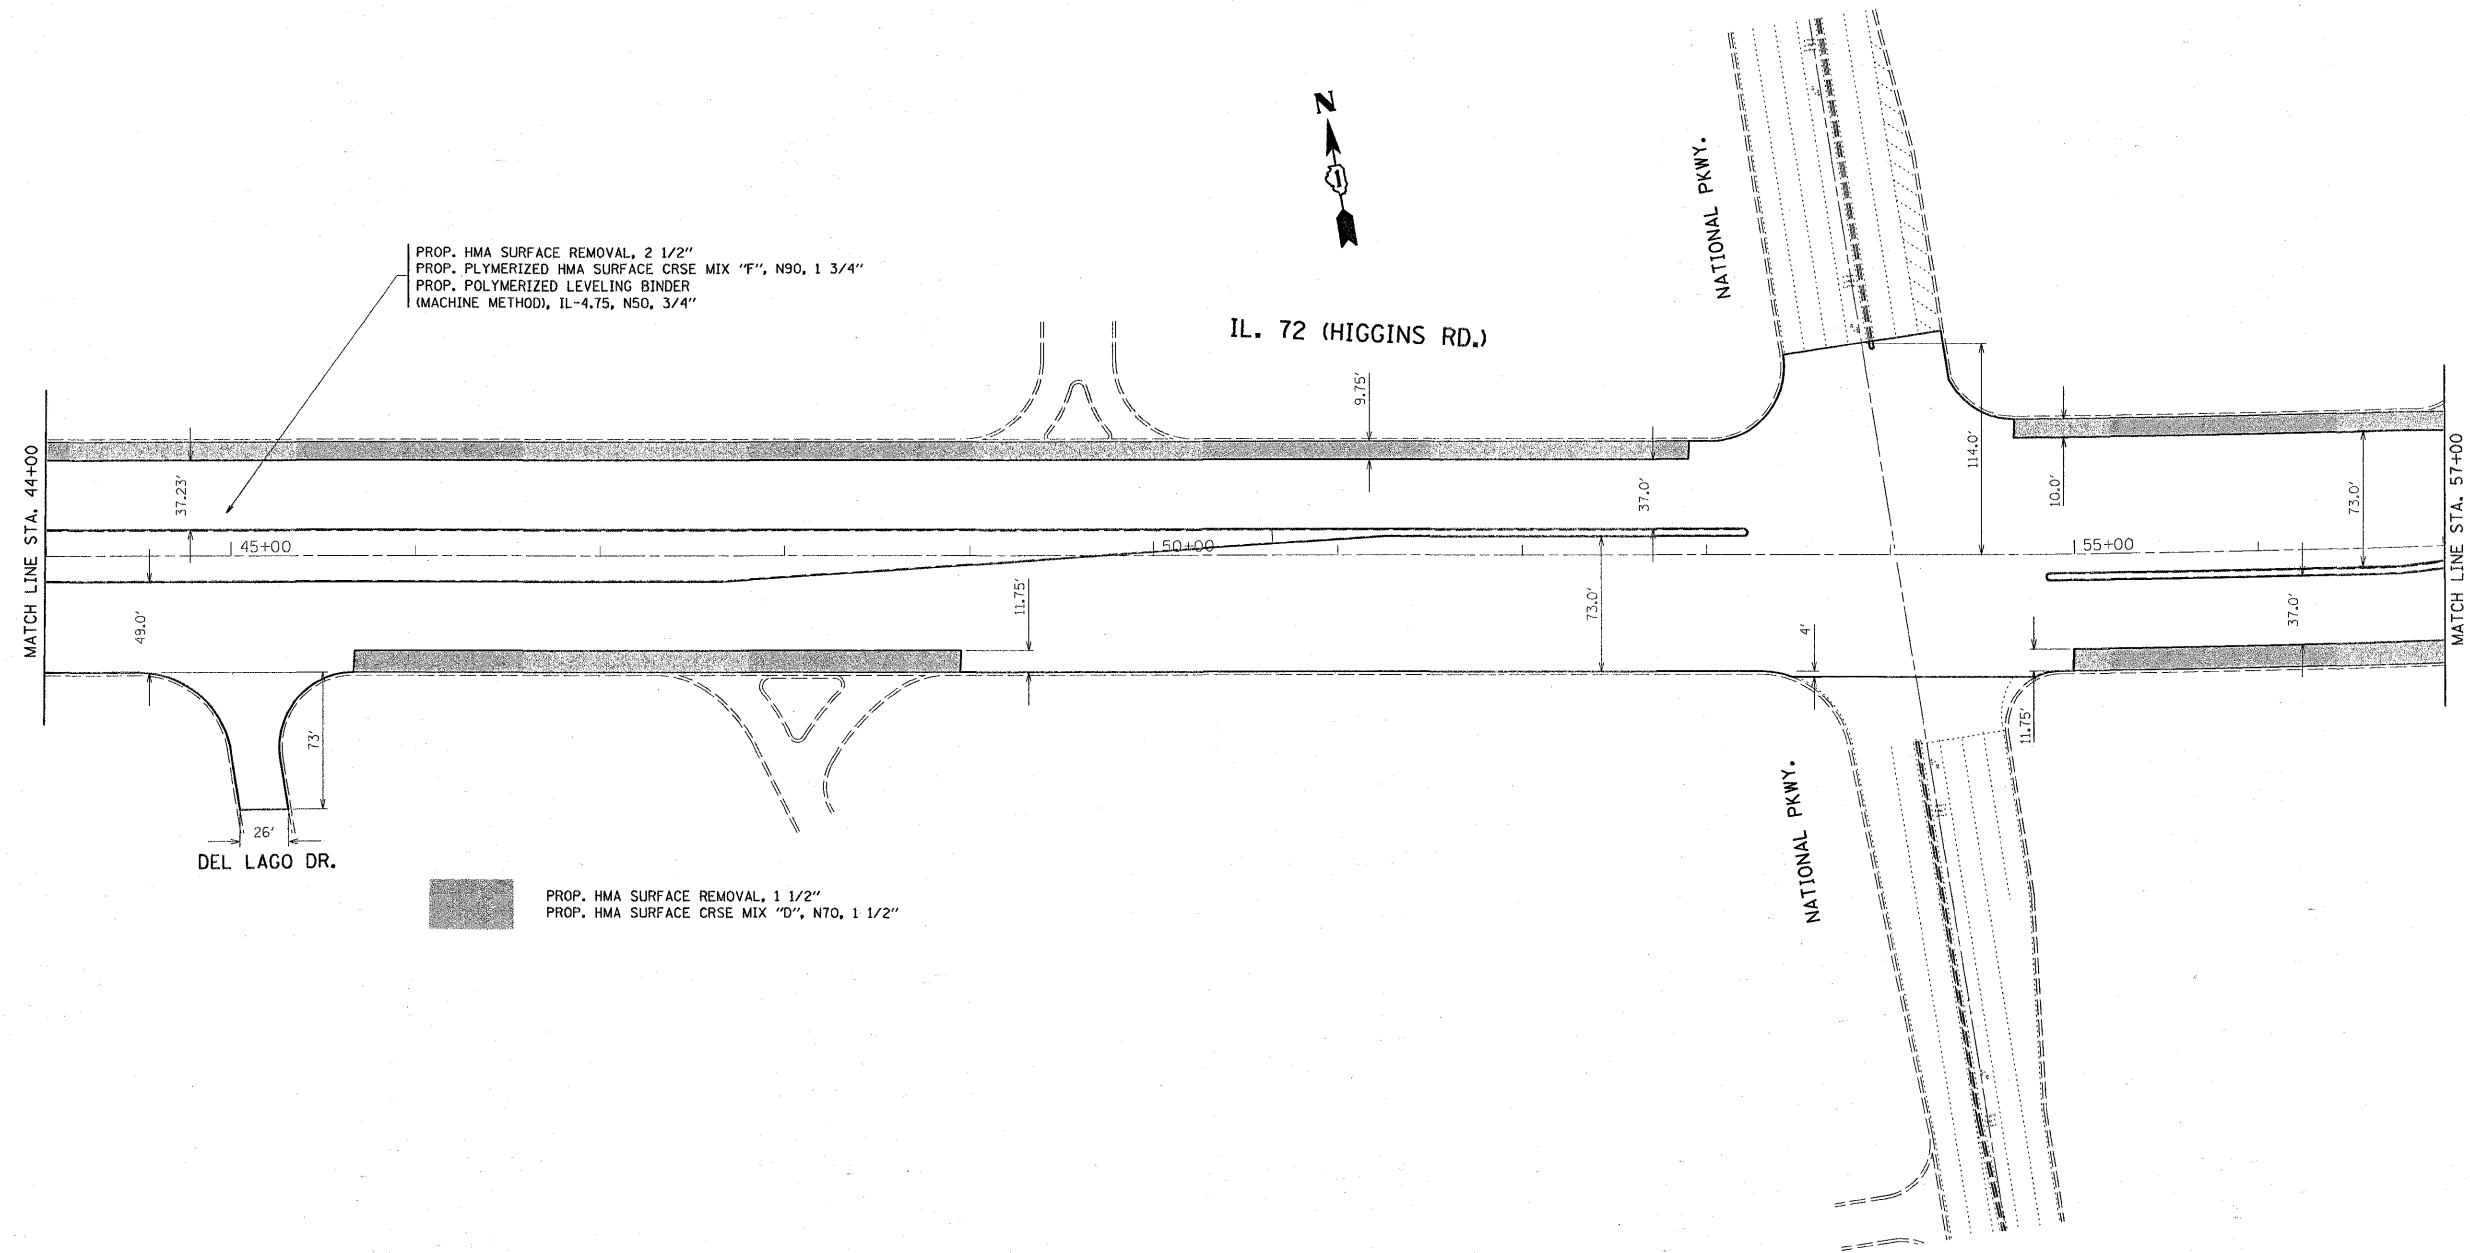 N
1
NATIONAL PKWY.
PROP. HMA SURFACE REMOVAL, 2 1/2"
PROP. PLYMERIZED HMA SURFACE CRSE MIX "F", N90, 1 3/4"
PROP. POLYMERIZED LEVELING BINDER
(MACHINE METHOD), IL-4.75, N50, 3/4"
IL. 72 (HIGGINS RD.)
9.75'
114.0'
MATCH LINE STA. 44+00
37.23'
37.0'
10.0'
73.0'
MATCH LINE STA. 57+00
45+00
50+00
55+00
49.0'
11.75'
73.0'
4'
37.0'
11.75'
73'
26'
DEL LAGO DR.
NATIONAL PKWY.
PROP. HMA SURFACE REMOVAL, 1 1/2"
PROP. HMA SURFACE CRSE MIX "D", N70, 1 1/2"